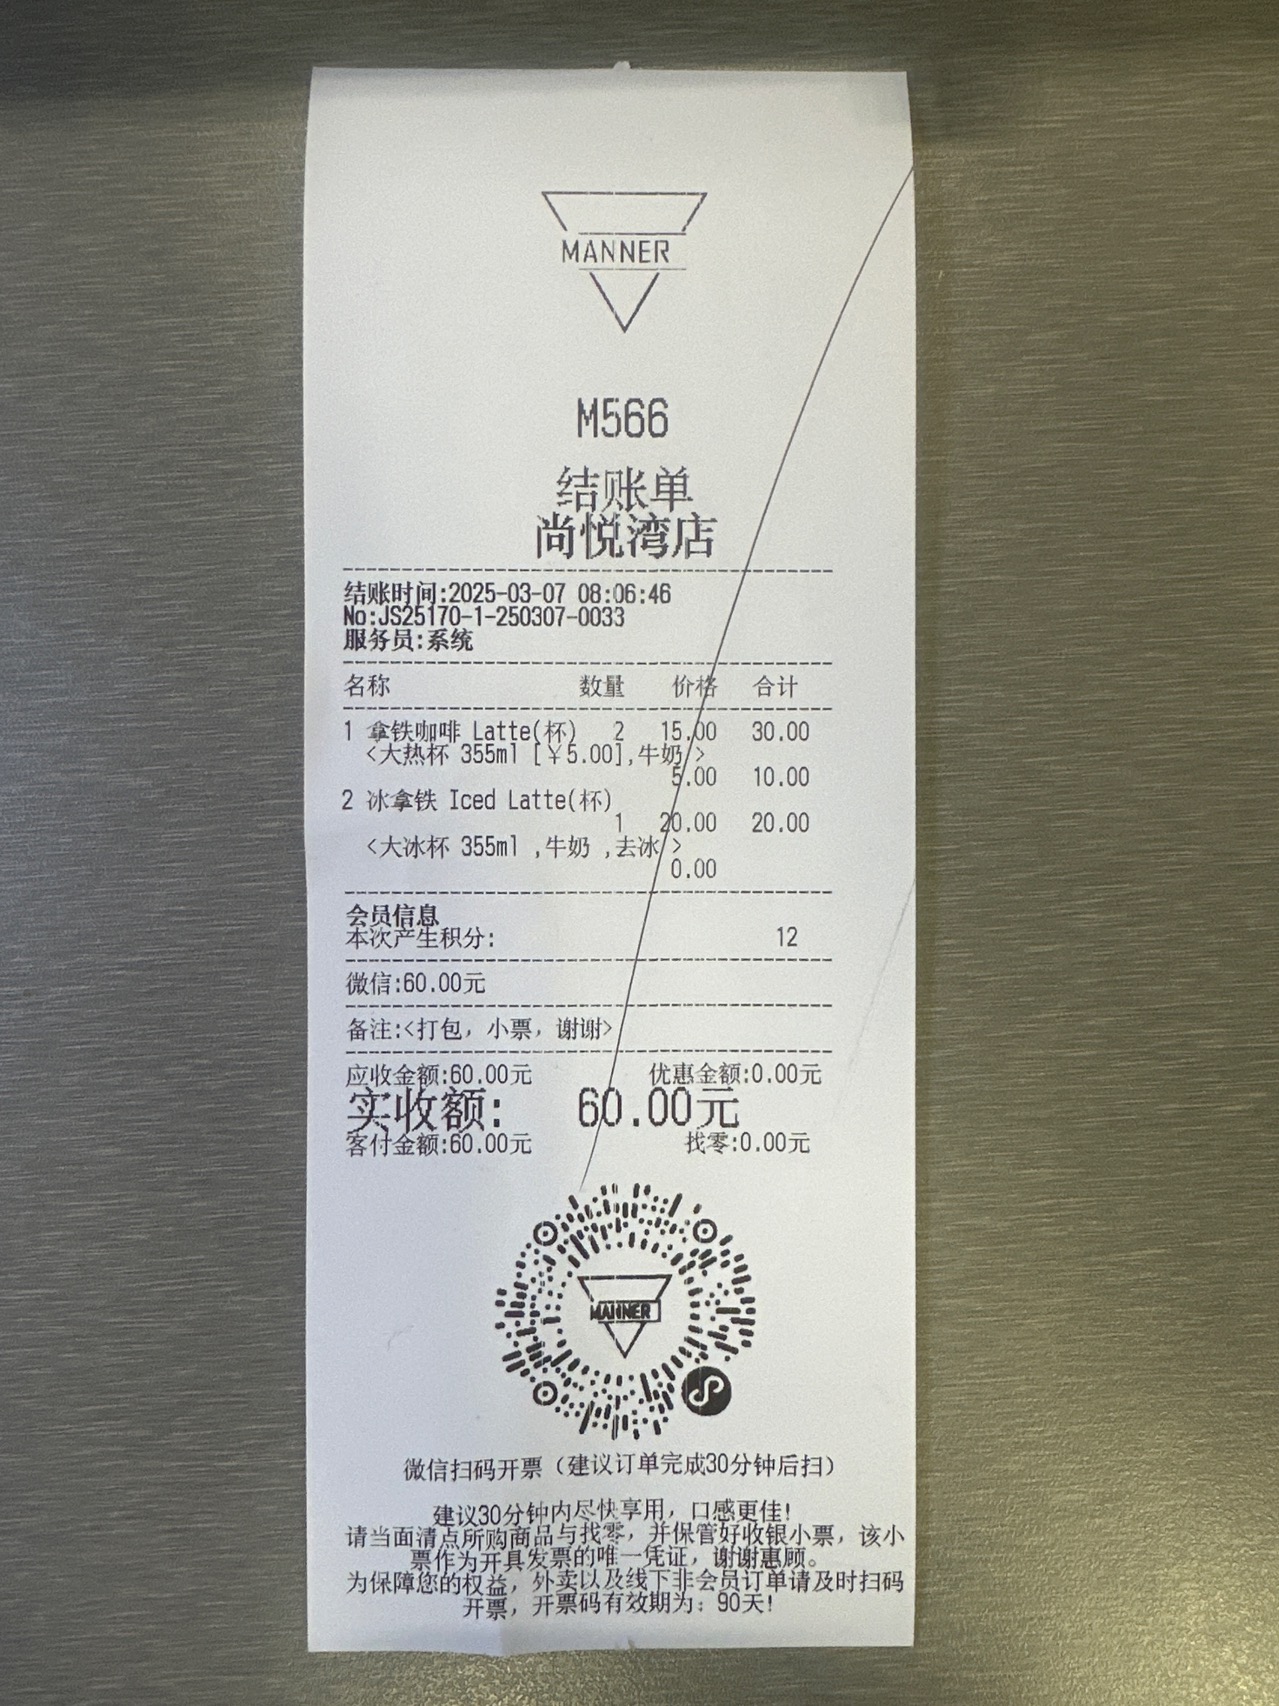 MANNER
M566
结账单
尚悦湾店
结账时间:2025-03-07 08:06:46
No:JS25170-1-250307-0033
服务员:系统
名称 数量 价格 合计
1 拿铁咖啡 Latte(杯) 2 15.00 30.00
<大热杯 355ml [¥5.00],牛奶 >
5.00 10.00
2 冰拿铁 Iced Latte(杯)
1 20.00 20.00
<大冰杯 355ml ,牛奶 ,去冰 >
0.00
会员信息
本次产生积分: 12
微信:60.00元
备注:<打包，小票，谢谢>
应收金额:60.00元 优惠金额:0.00元
实收额: 60.00元
客付金额:60.00元 找零:0.00元
MANNER
微信扫码开票（建议订单完成30分钟后扫）
建议30分钟内尽快享用，口感更佳!
请当面清点所购商品与找零，并保管好收银小票，该小
票作为开具发票的唯一凭证，谢谢惠顾。
为保障您的权益，外卖以及线下非会员订单请及时扫码
开票，开票码有效期为：90天!